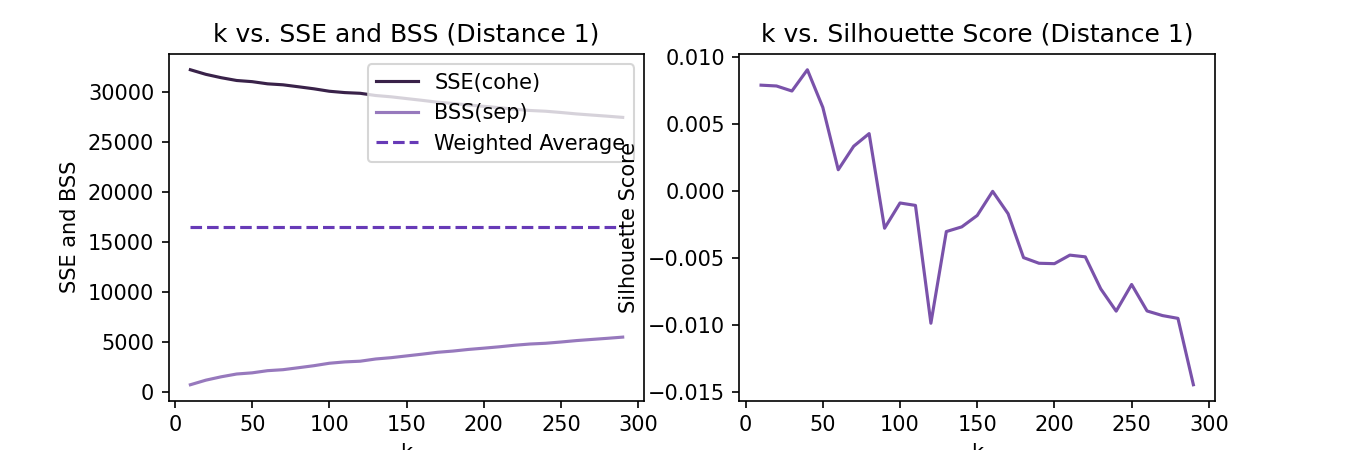 k vs. SSE and BSS (Distance 1)
SSE and BSS
30000
25000
20000
15000
10000
5000
0
SSE(cohe)
BSS(sep)
Weighted Average
0 50 100 150 200 250 300
k
k vs. Silhouette Score (Distance 1)
Silhouette Score
0.010
0.005
0.000
−0.005
−0.010
−0.015
0 50 100 150 200 250 300
k